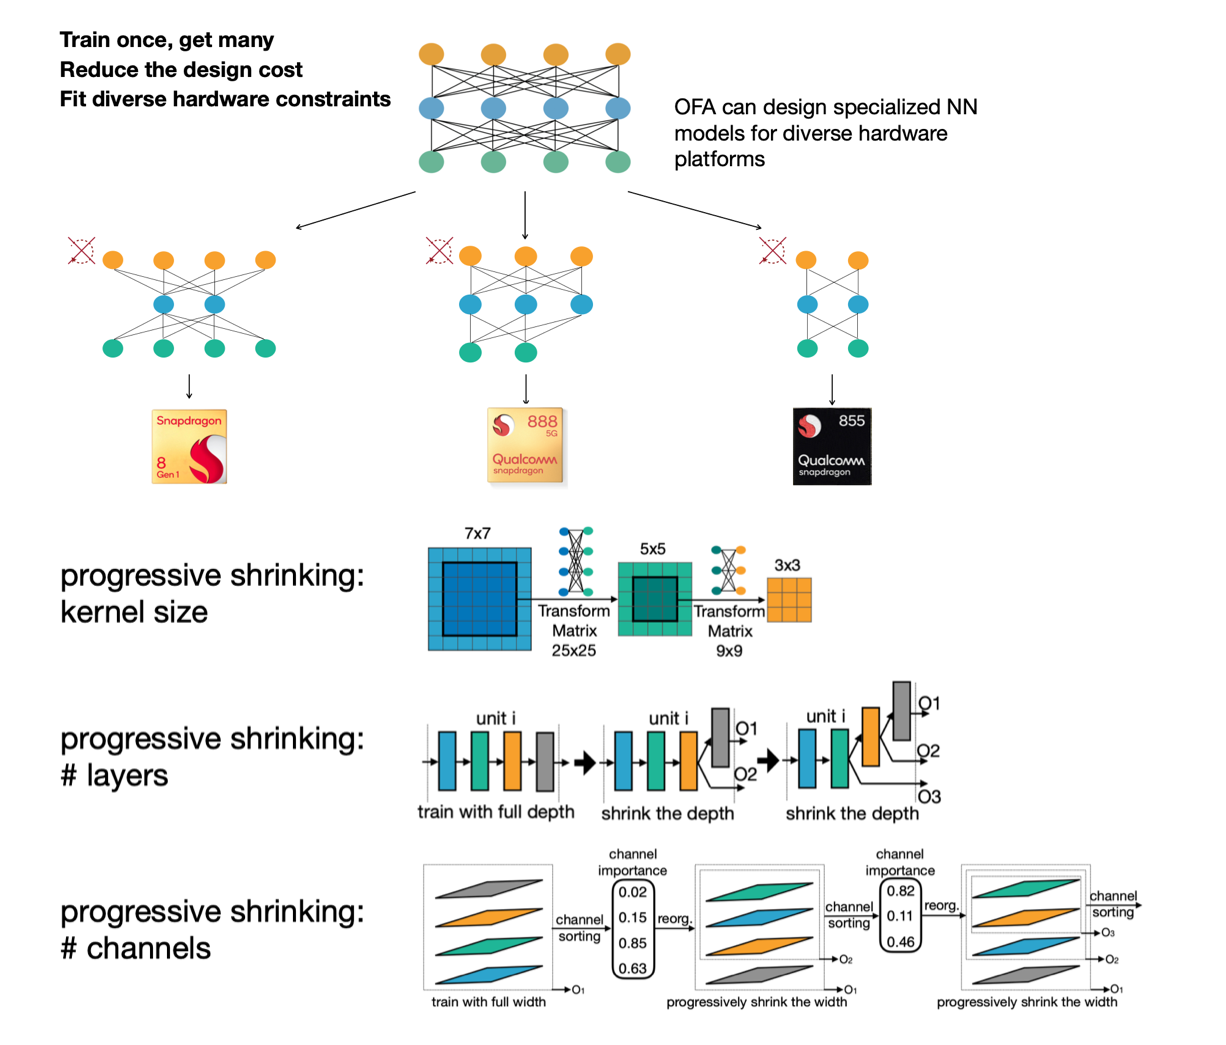 Train once, get many
Reduce the design cost
Fit diverse hardware constraints
OFA can design specialized NN
models for diverse hardware
platforms
Snapdragon
8
Gen 1
888
5G
Qualcomm
snapdragon
855
Qualcomm
snapdragon
progressive shrinking:
kernel size
7x7
Transform
Matrix
25x25
5x5
Transform
Matrix
9x9
3x3
progressive shrinking:
# layers
unit i
train with full depth
unit i
O1
O2
shrink the depth
unit i
O1
O2
O3
shrink the depth
progressive shrinking:
# channels
train with full width
O1
channel
sorting
channel
importance
0.02
0.15
0.85
0.63
reorg.
O2
O1
progressively shrink the width
channel
sorting
channel
importance
0.82
0.11
0.46
reorg.
channel
sorting
O3
O2
O1
progressively shrink the width